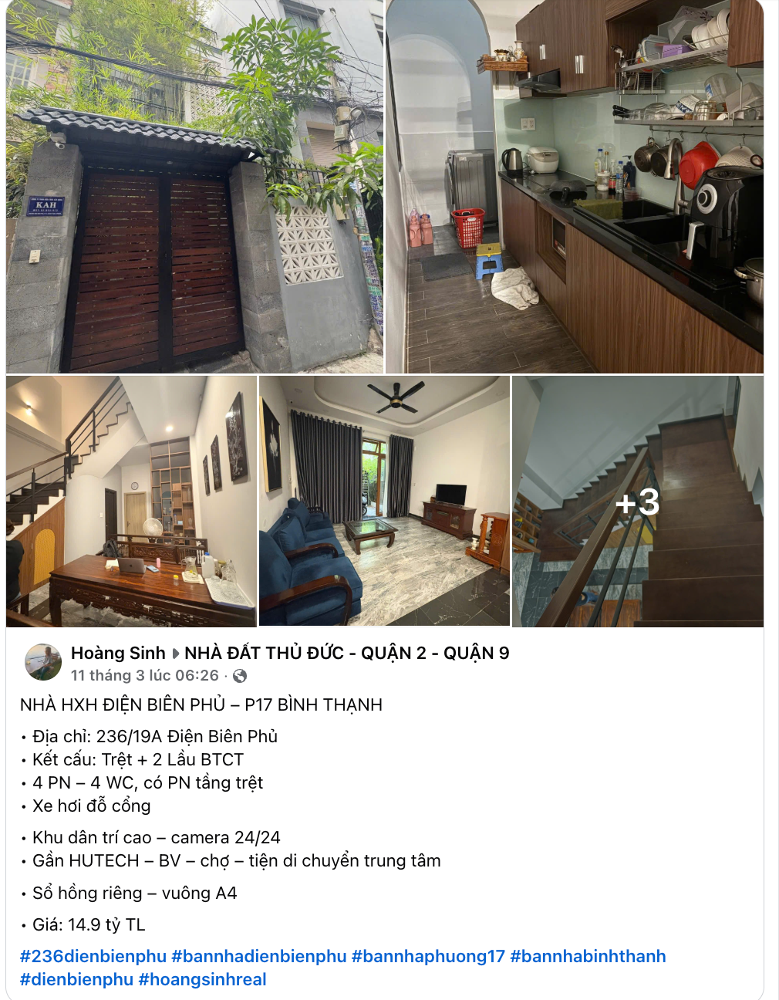 KAH
+3
Hoàng Sinh ▸ NHÀ ĐẤT THỦ ĐỨC - QUẬN 2 - QUẬN 9
11 tháng 3 lúc 06:26 ·
NHÀ HXH ĐIỆN BIÊN PHỦ – P17 BÌNH THẠNH
• Địa chỉ: 236/19A Điện Biên Phủ
• Kết cấu: Trệt + 2 Lầu BTCT
• 4 PN – 4 WC, có PN tầng trệt
• Xe hơi đỗ cổng
• Khu dân trí cao – camera 24/24
• Gần HUTECH – BV – chợ – tiện di chuyển trung tâm
• Sổ hồng riêng – vuông A4
• Giá: 14.9 tỷ TL
#236dienbienphu #bannhadienbienphu #bannhaphuong17 #bannhabinhthanh
#dienbienphu #hoangsinhreal